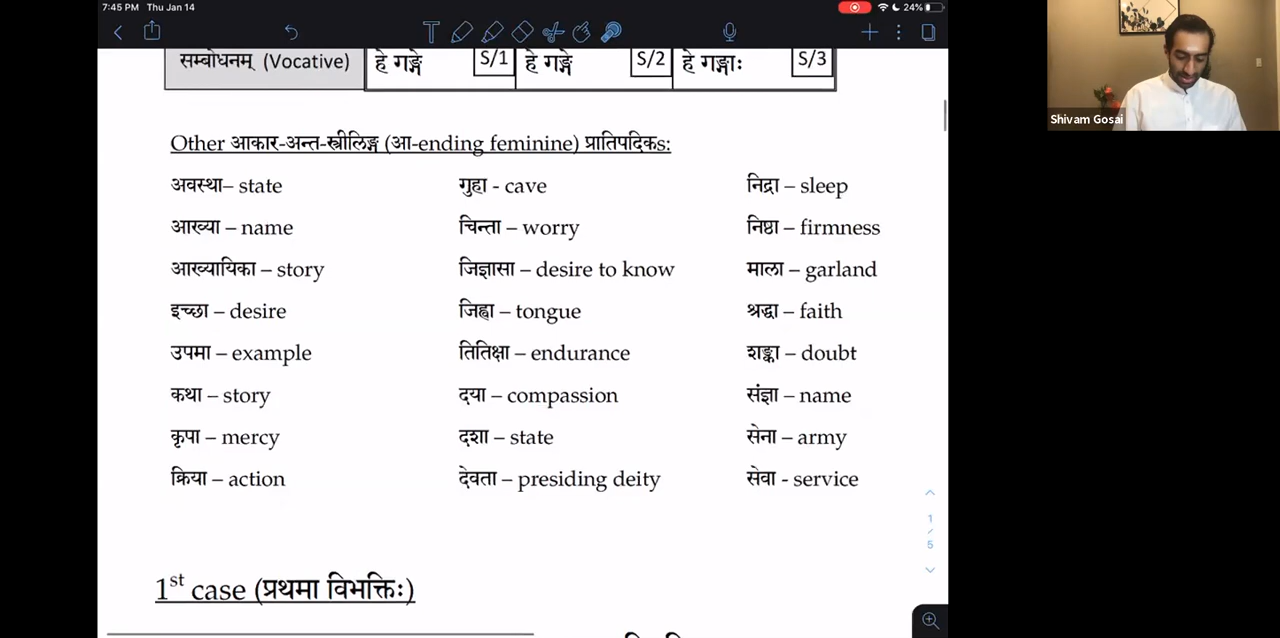 7:45 PM Thu Jan 14
24%
सम्बोधनम् (Vocative) हे गङ्गे S/1 हे गङ्गे S/2 हे गङ्गाः S/3
Shivam Gosai
Other आकार-अन्त-स्त्रीलिङ्ग (आ-ending feminine) प्रातिपदिकs:
अवस्था– state गुहा - cave निद्रा – sleep
आख्या – name चिन्ता – worry निष्ठा – firmness
आख्यायिका – story जिज्ञासा – desire to know माला – garland
इच्छा – desire जिह्वा – tongue श्रद्धा – faith
उपमा – example तितिक्षा – endurance शङ्का – doubt
कथा – story दया – compassion संज्ञा – name
कृपा – mercy दशा – state सेना – army
क्रिया – action देवता – presiding deity सेवा - service
1
/
5
1st case (प्रथमा विभक्तिः)